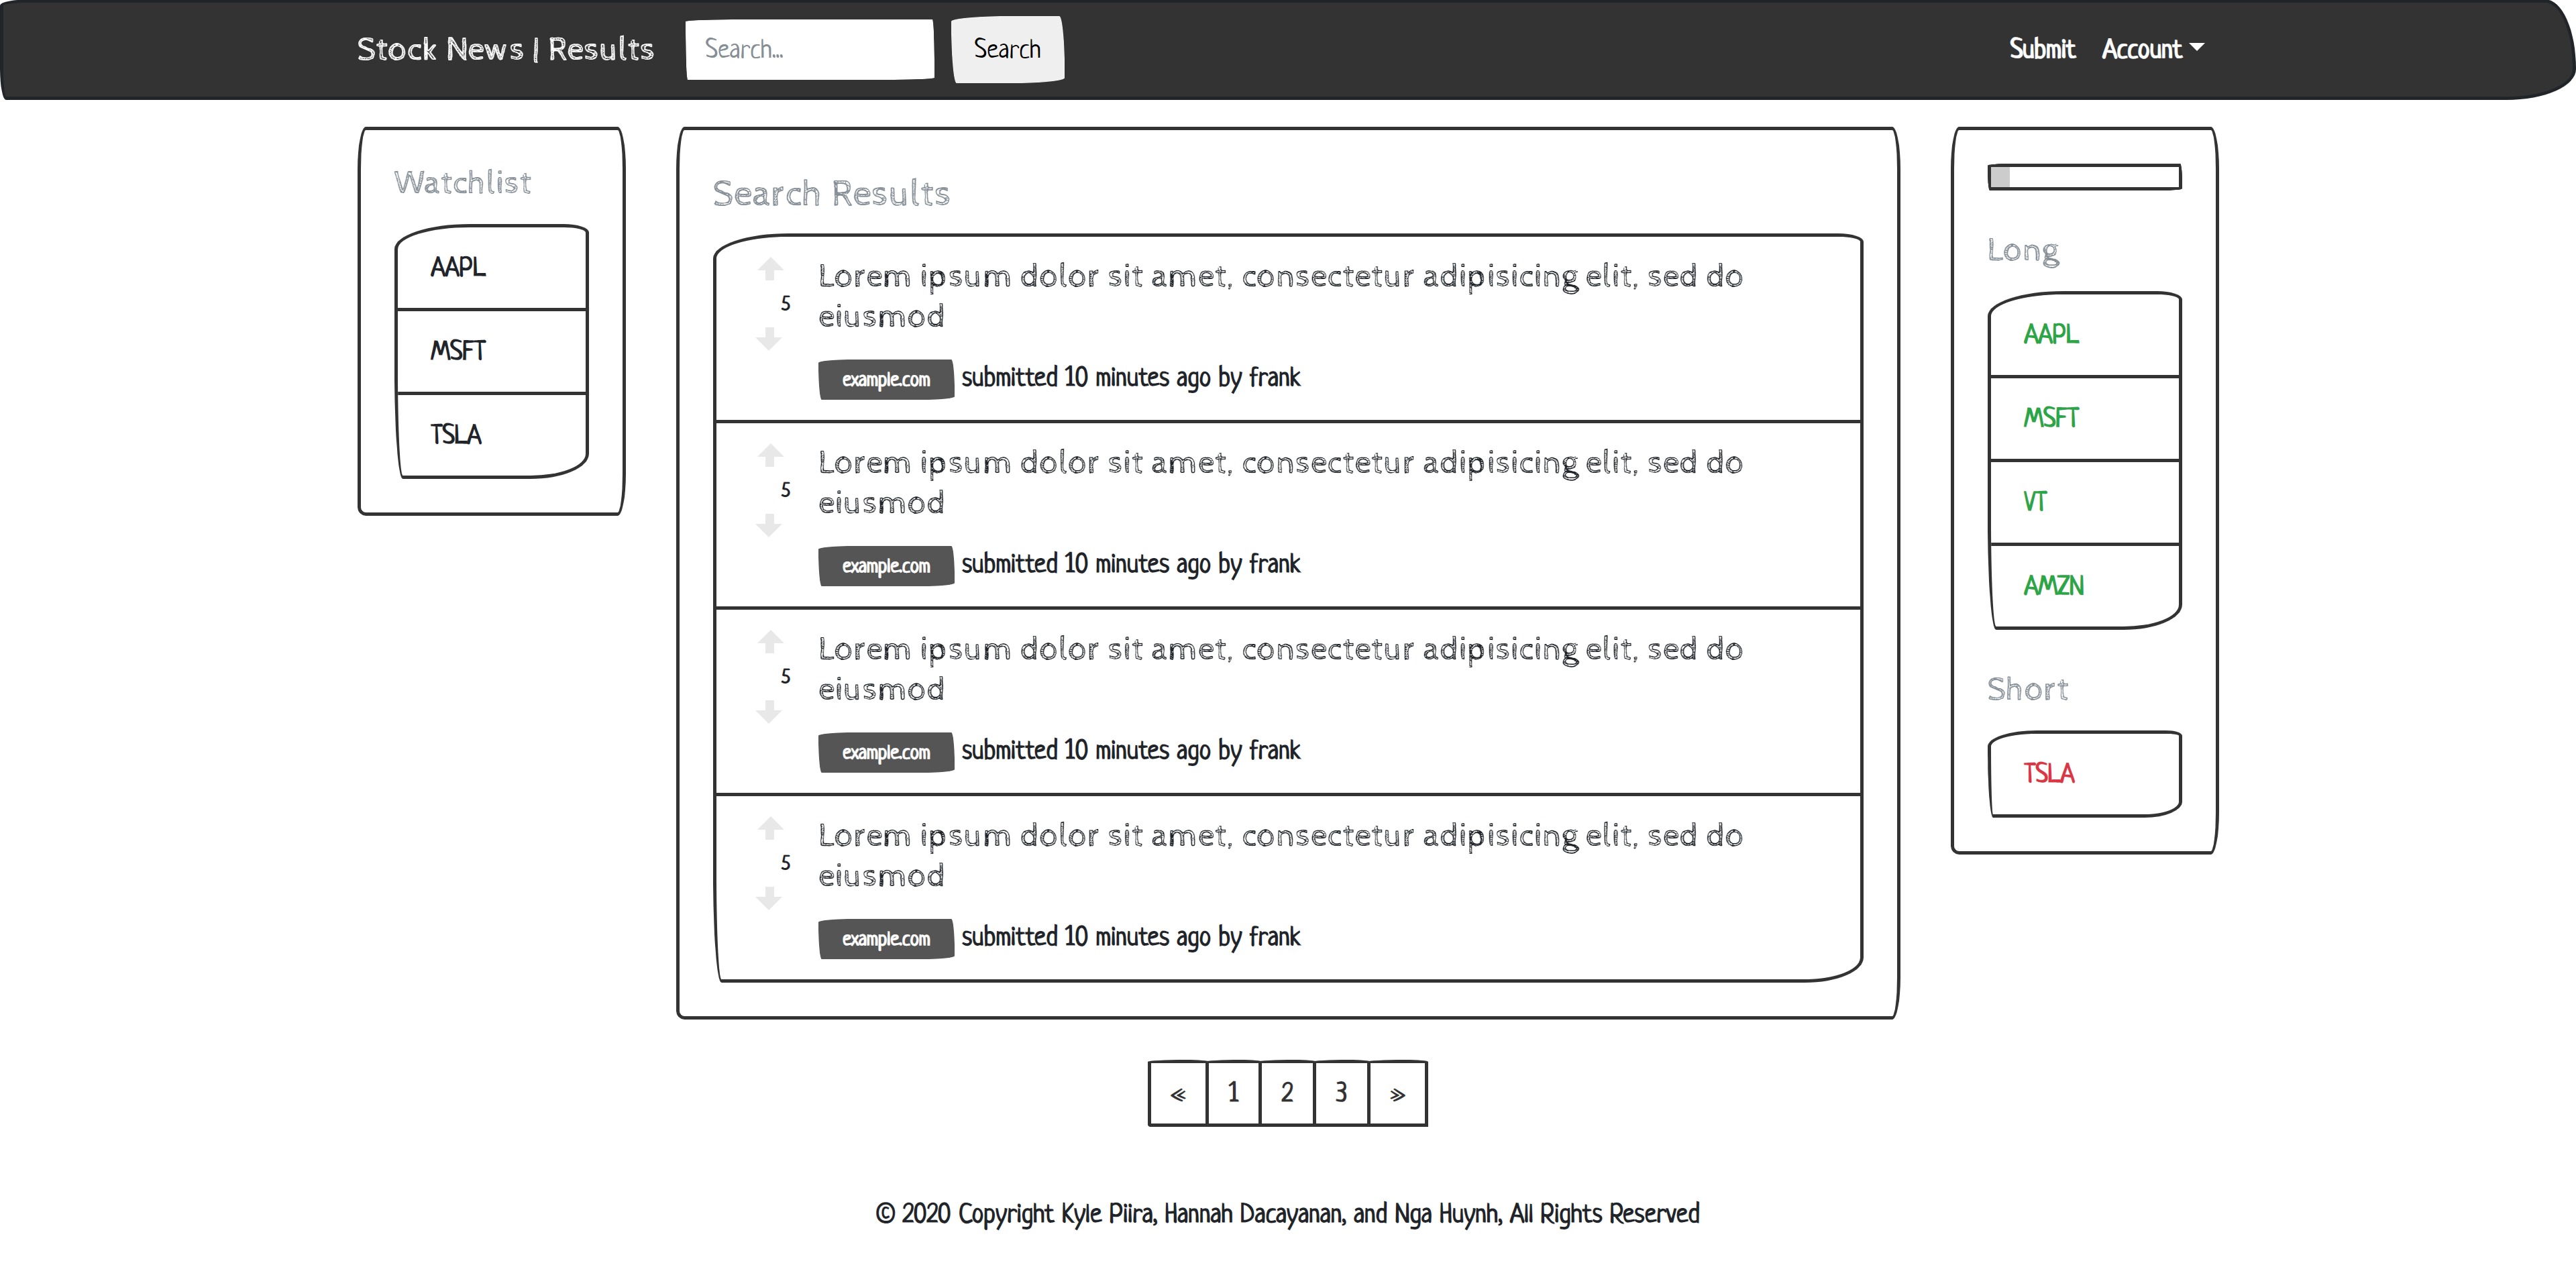 Stock News | Results
Search...
Search
Submit
Account
Watchlist
AAPL
MSFT
TSLA
Search Results
Lorem ipsum dolor sit amet, consectetur adipisicing elit, sed do
eiusmod
5
example.com submitted 10 minutes ago by frank
Lorem ipsum dolor sit amet, consectetur adipisicing elit, sed do
eiusmod
5
example.com submitted 10 minutes ago by frank
Lorem ipsum dolor sit amet, consectetur adipisicing elit, sed do
eiusmod
5
example.com submitted 10 minutes ago by frank
Lorem ipsum dolor sit amet, consectetur adipisicing elit, sed do
eiusmod
5
example.com submitted 10 minutes ago by frank
Long
AAPL
MSFT
VT
AMZN
Short
TSLA
« 1 2 3 »
© 2020 Copyright Kyle Piira, Hannah Dacayanan, and Nga Huynh, All Rights Reserved